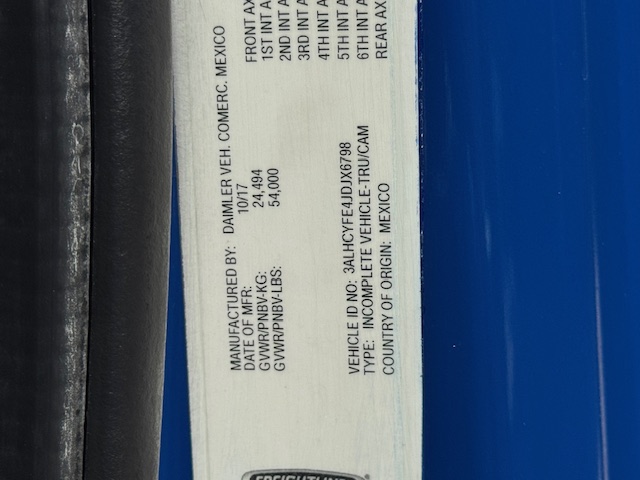 MANUFACTURED BY: DAIMLER VEH. COMERC. MEXICO
DATE OF MFR: 10/17
GVWR/PNBV-KG: 24,494
GVWR/PNBV-LBS: 54,000
FRONT AX
1ST INT A
2ND INT A
3RD INT A
4TH INT A
5TH INT A
6TH INT A
REAR AX
VEHICLE ID NO: 3ALHCYFE4JDJX6798
TYPE: INCOMPLETE VEHICLE-TRU/CAM
COUNTRY OF ORIGIN: MEXICO